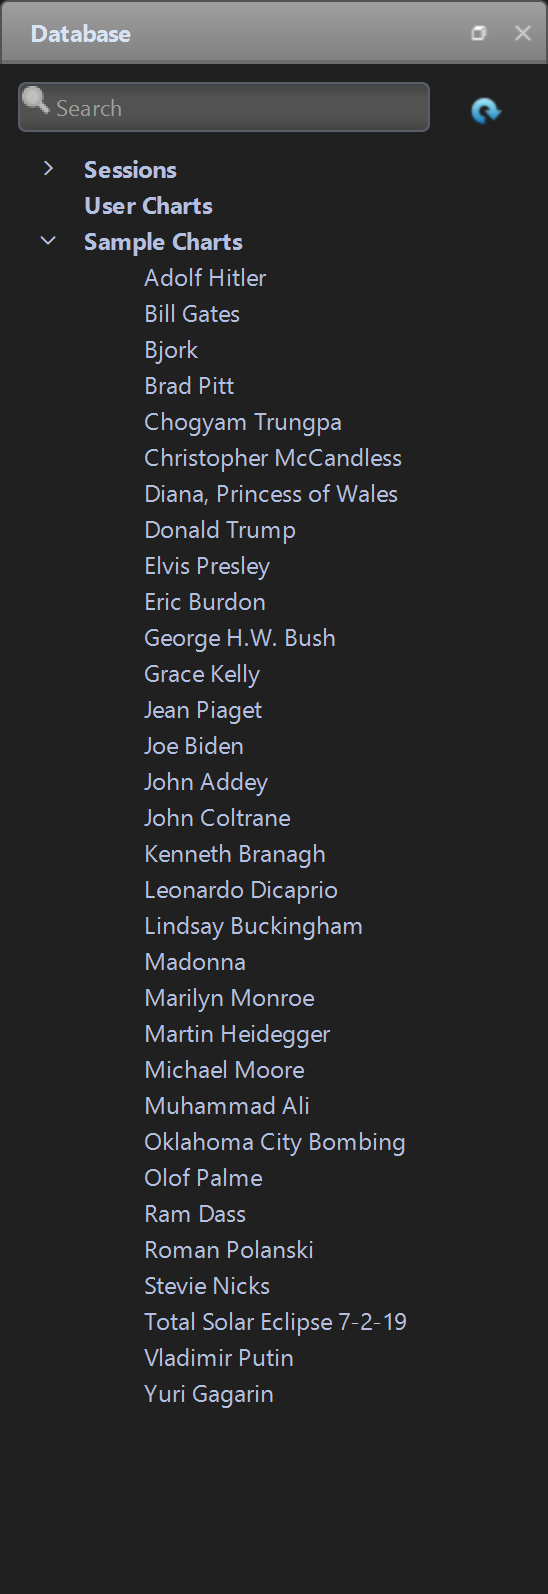 Database
Search
Sessions
User Charts
Sample Charts
Adolf Hitler
Bill Gates
Bjork
Brad Pitt
Chogyam Trungpa
Christopher McCandless
Diana, Princess of Wales
Donald Trump
Elvis Presley
Eric Burdon
George H.W. Bush
Grace Kelly
Jean Piaget
Joe Biden
John Addey
John Coltrane
Kenneth Branagh
Leonardo Dicaprio
Lindsay Buckingham
Madonna
Marilyn Monroe
Martin Heidegger
Michael Moore
Muhammad Ali
Oklahoma City Bombing
Olof Palme
Ram Dass
Roman Polanski
Stevie Nicks
Total Solar Eclipse 7-2-19
Vladimir Putin
Yuri Gagarin